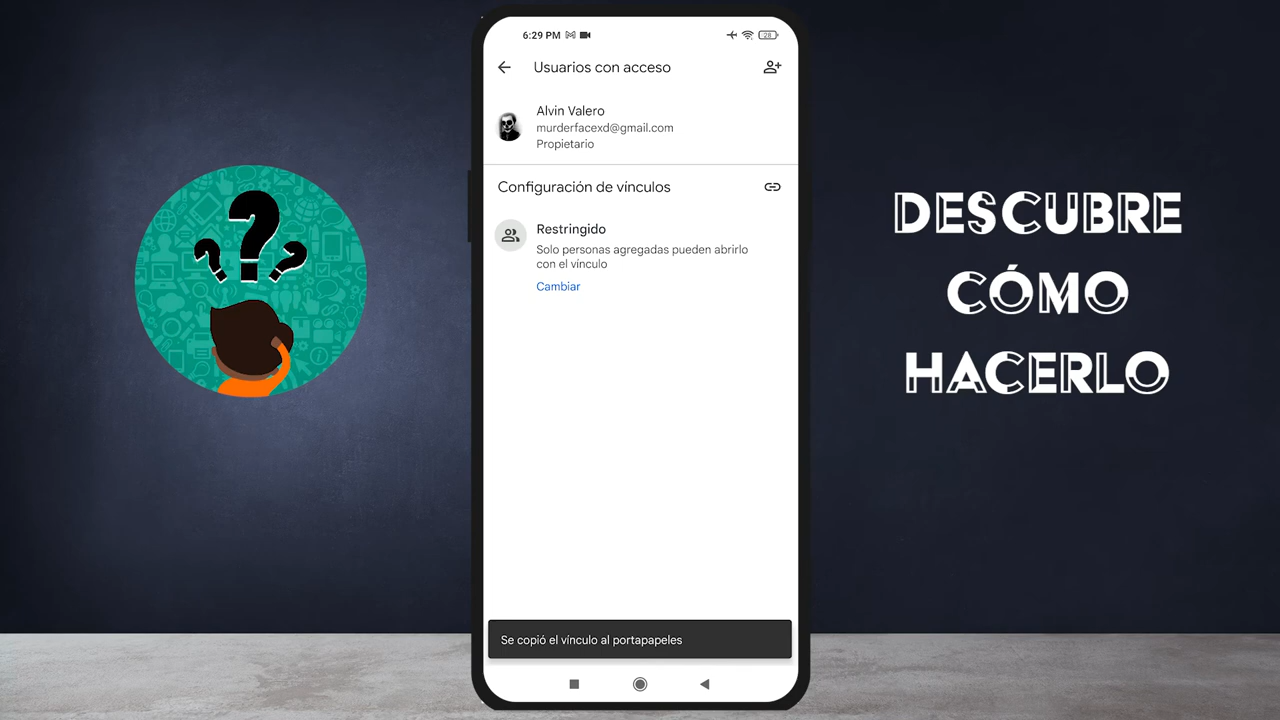 6:29 PM
28
Usuarios con acceso
Alvin Valero
murderfacexd@gmail.com
Propietario
Configuración de vínculos
Restringido
Solo personas agregadas pueden abrirlo
con el vínculo
Cambiar
Se copió el vínculo al portapapeles
DESCUBRE
CÓMO
HACERLO